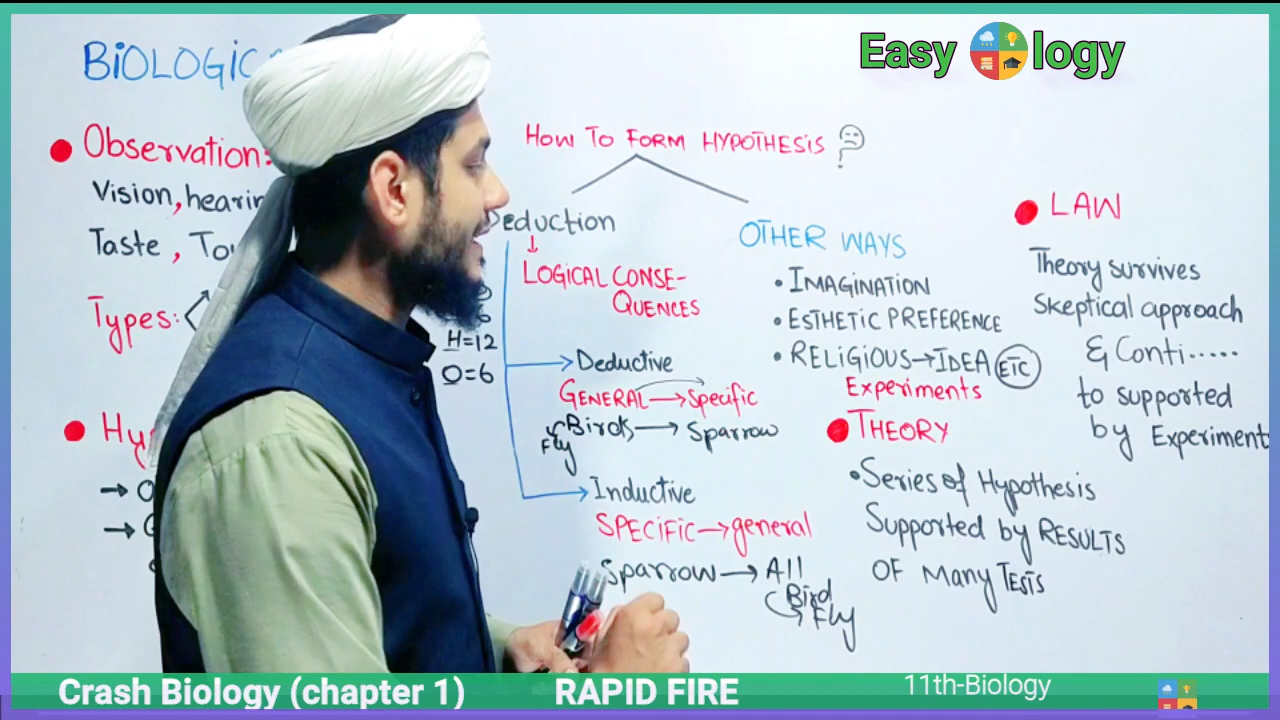 Easy logy
BIOLOGIC
Observation:
Vision, hearin
Taste, Tou
Types:
Hy
H=12
O=6
HOW TO FORM HYPOTHESIS ?
Deduction
LOGICAL CONSE-
QUENCES
→ Deductive
GENERAL → Specific
Birds → Sparrow
Fly
→ Inductive
SPECIFIC → general
Sparrow → All
Bird
Fly
OTHER WAYS
• IMAGINATION
• ESTHETIC PREFERENCE
• RELIGIOUS → IDEA ETC
Experiments
THEORY
• Series of Hypothesis
Supported by RESULTS
OF Many TESTS
LAW
Theory survives
Skeptical approach
& Conti.....
to supported
by Experiment
Crash Biology (chapter 1) RAPID FIRE 11th-Biology